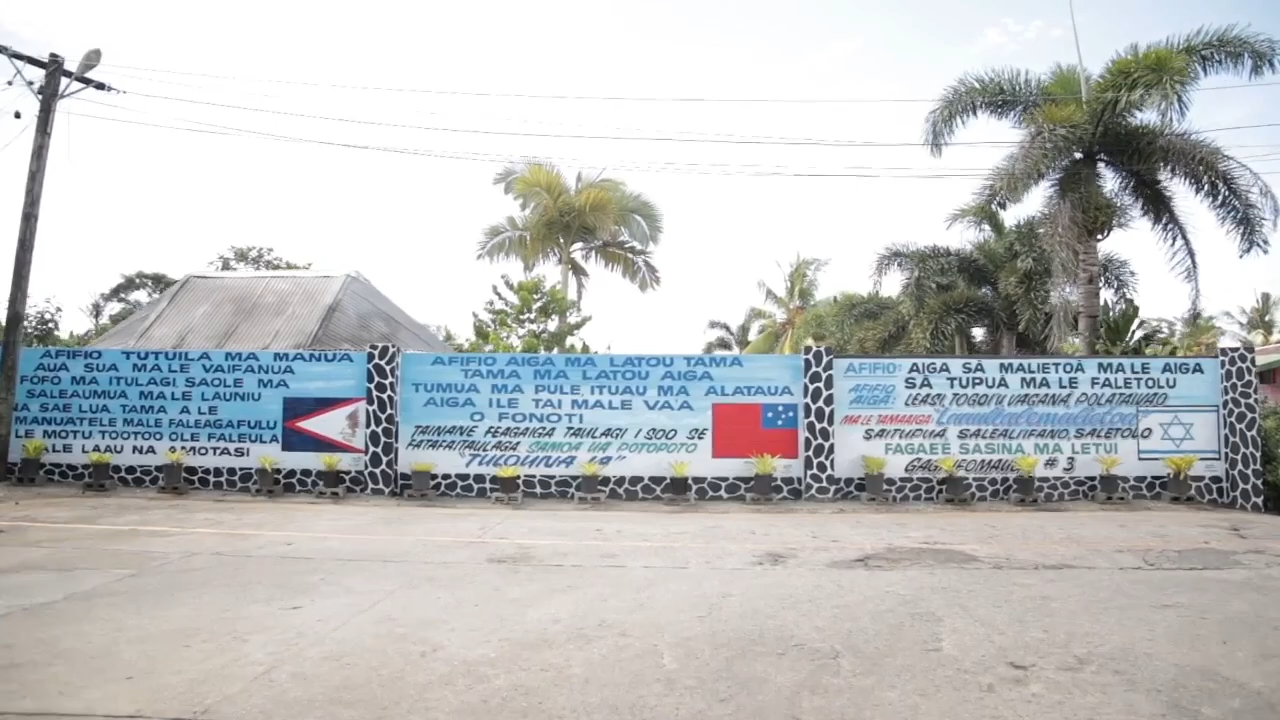 AFIFIO TUTUILA MA MANUA
AUA SUA MA LE VAIFANUA
FOFO MA ITULAGI, SAOLE MA
SALEAUMUA, MA LE LAUNIU
NA SAE LUA, TAMA A LE
MANUATELE MALE FALEAGAFULU
LE MOTU, TOOTOO OLE FALEULA
LE LAAU NA AMOTASI
AFIFIO AIGA MA LATOU TAMA
TAMA MA LATOU AIGA
TUMUA MA PULE, ITUAU MA ALATAUA
AIGA ILE TAI MALE VA'A
O FONOTI
TAINANE FEAGAIGA TAULAGI I SOO SE
FATAFAITAULAGA. SAMOA UA POTOPOTO
"TULOUNA
AFIFIO: AIGA SĀ MALIETOĀ MA LE AIGA
SĀ TUPUĀ MA LE FALETOLU
AFIFIO AIGA: LEASI, TOGOI'U VAGANĀ, POLATAIVAO
MA LE TAMAAIGA:
SAITUPUA, SALEALIIFANO, SALETOLO
FAGAEE, SASINA, MA LETUI
# 3